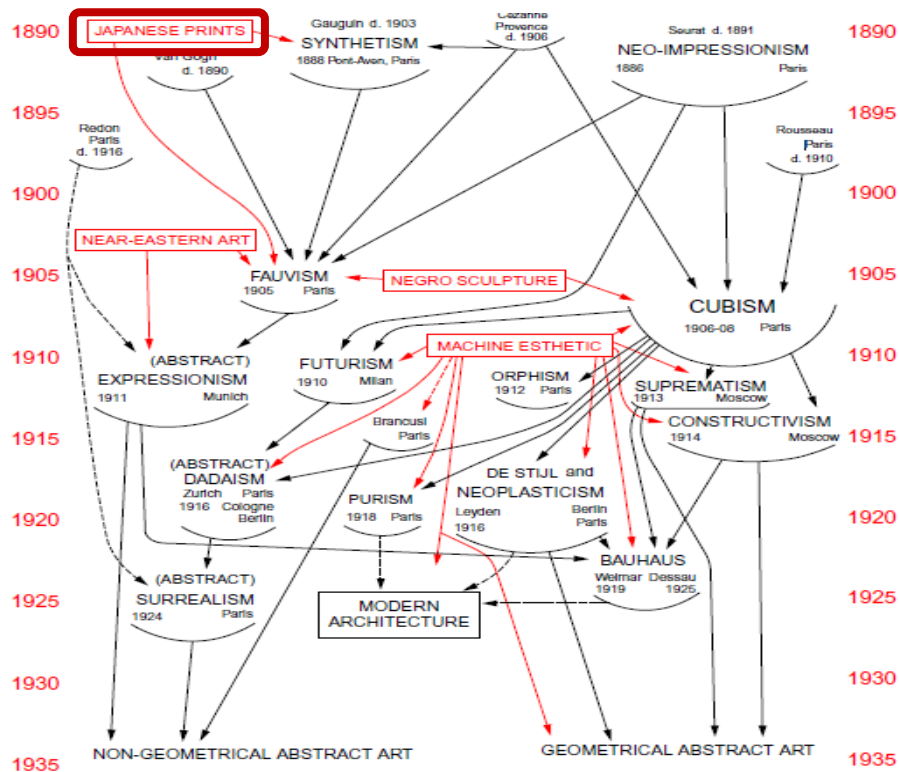 1890
JAPANESE PRINTS
Gauguin d. 1903
SYNTHETISM
1888 Pont-Aven, Paris
Cezanne
Provence
d. 1906
Seurat d. 1891
NEO-IMPRESSIONISM
1886 Paris
1890
Van Gogh
d. 1890
1895
1895
Redon
Paris
d. 1916
Rousseau
Paris
d. 1910
1900
1900
NEAR-EASTERN ART
1905
FAUVISM
1905 Paris
NEGRO SCULPTURE
1905
CUBISM
1906-08 Paris
MACHINE ESTHETIC
1910
1910
(ABSTRACT)
EXPRESSIONISM
1911 Munich
FUTURISM
1910 Milan
ORPHISM
1912 Paris
SUPREMATISM
1913 Moscow
Brancusi
Paris
CONSTRUCTIVISM
1914 Moscow
1915
1915
(ABSTRACT)
DADAISM
Zurich Paris
1916 Cologne
Berlin
PURISM
1918 Paris
DE STIJL and
NEOPLASTICISM
Leyden Berlin
1916 Paris
1920
1920
(ABSTRACT)
SURREALISM
1924 Paris
BAUHAUS
Weimar Dessau
1919 1925
1925
1925
MODERN
ARCHITECTURE
1930
1930
NON-GEOMETRICAL ABSTRACT ART
GEOMETRICAL ABSTRACT ART
1935
1935